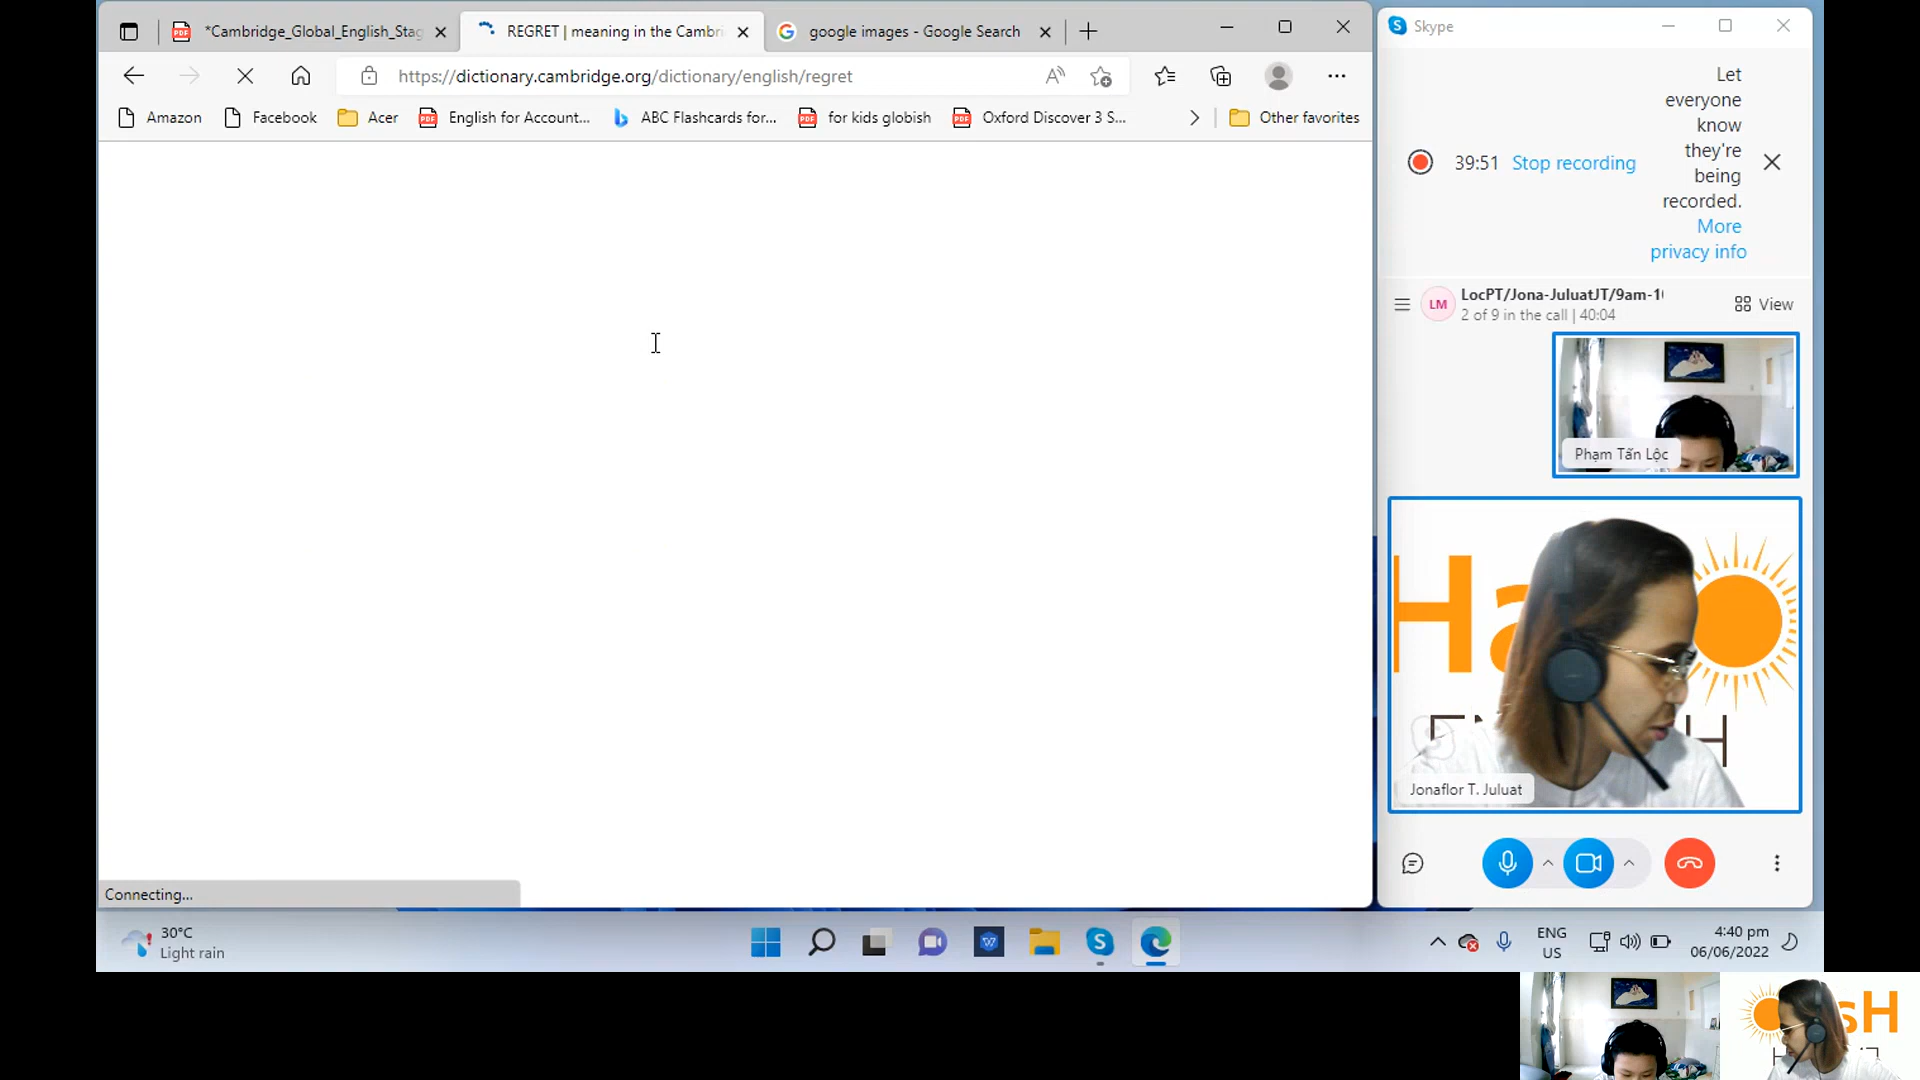 *Cambridge_Global_English_Stag
REGRET | meaning in the Cambri
google images - Google Search
https://dictionary.cambridge.org/dictionary/english/regret
Amazon
Facebook
Acer
English for Account...
ABC Flashcards for...
for kids globish
Oxford Discover 3 S...
Other favorites
Connecting...
Skype
39:51 Stop recording
Let
everyone
know
they're
being
recorded.
More
privacy info
LM
LocPT/Jona-JuluatJT/9am-1
2 of 9 in the call | 40:04
View
Phạm Tấn Lộc
Jonaflor T. Juluat
30°C
Light rain
ENG
US
4:40 pm
06/06/2022